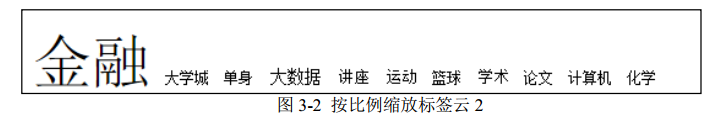 金融 大学城 单身 大数据 讲座 运动 篮球 学术 论文 计算机 化学
图 3-2 按比例缩放标签云 2